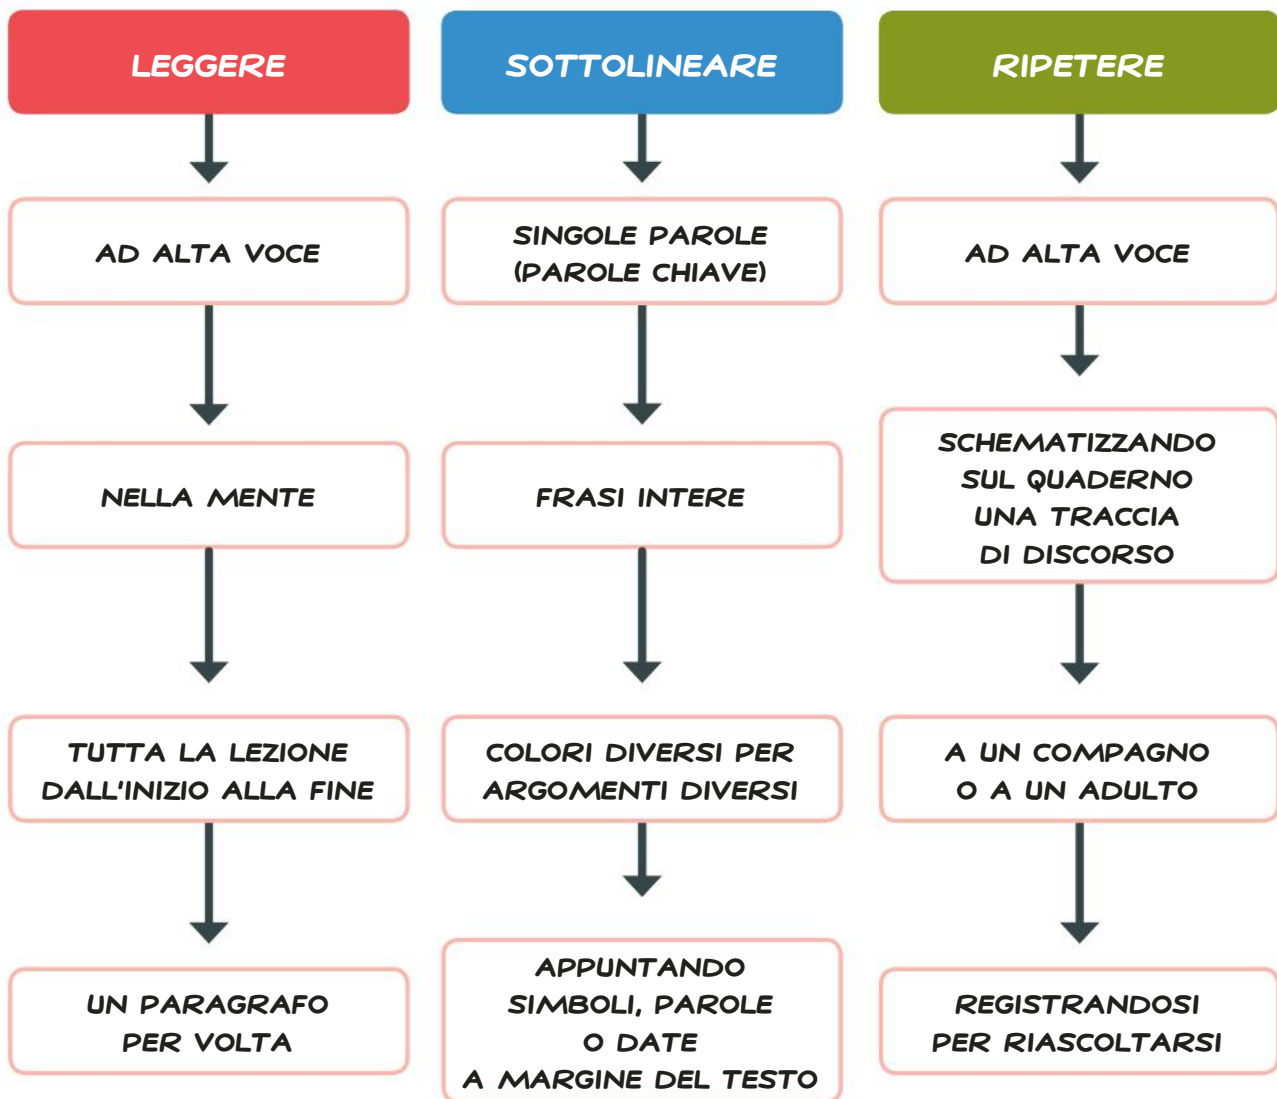 LEGGERE
AD ALTA VOCE
NELLA MENTE
TUTTA LA LEZIONE
DALL'INIZIO ALLA FINE
UN PARAGRAFO
PER VOLTA
SOTTOLINEARE
SINGOLE PAROLE
(PAROLE CHIAVE)
FRASI INTERE
COLORI DIVERSI PER
ARGOMENTI DIVERSI
APPUNTANDO
SIMBOLI, PAROLE
O DATE
A MARGINE DEL TESTO
RIPETERE
AD ALTA VOCE
SCHEMATIZZANDO
SUL QUADERNO
UNA TRACCIA
DI DISCORSO
A UN COMPAGNO
O A UN ADULTO
REGISTRANDOSI
PER RIASCOLTARSI